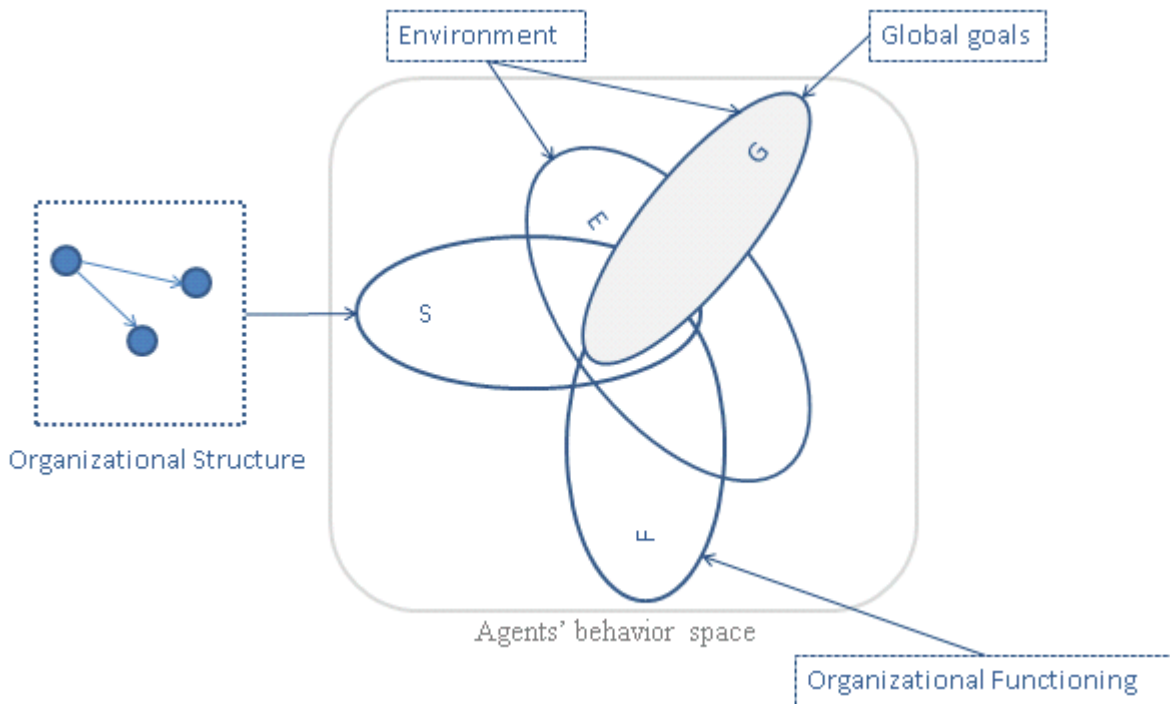 Environment
Global goals
G
E
S
Organizational Structure
F
Agents’ behavior space
Organizational Functioning